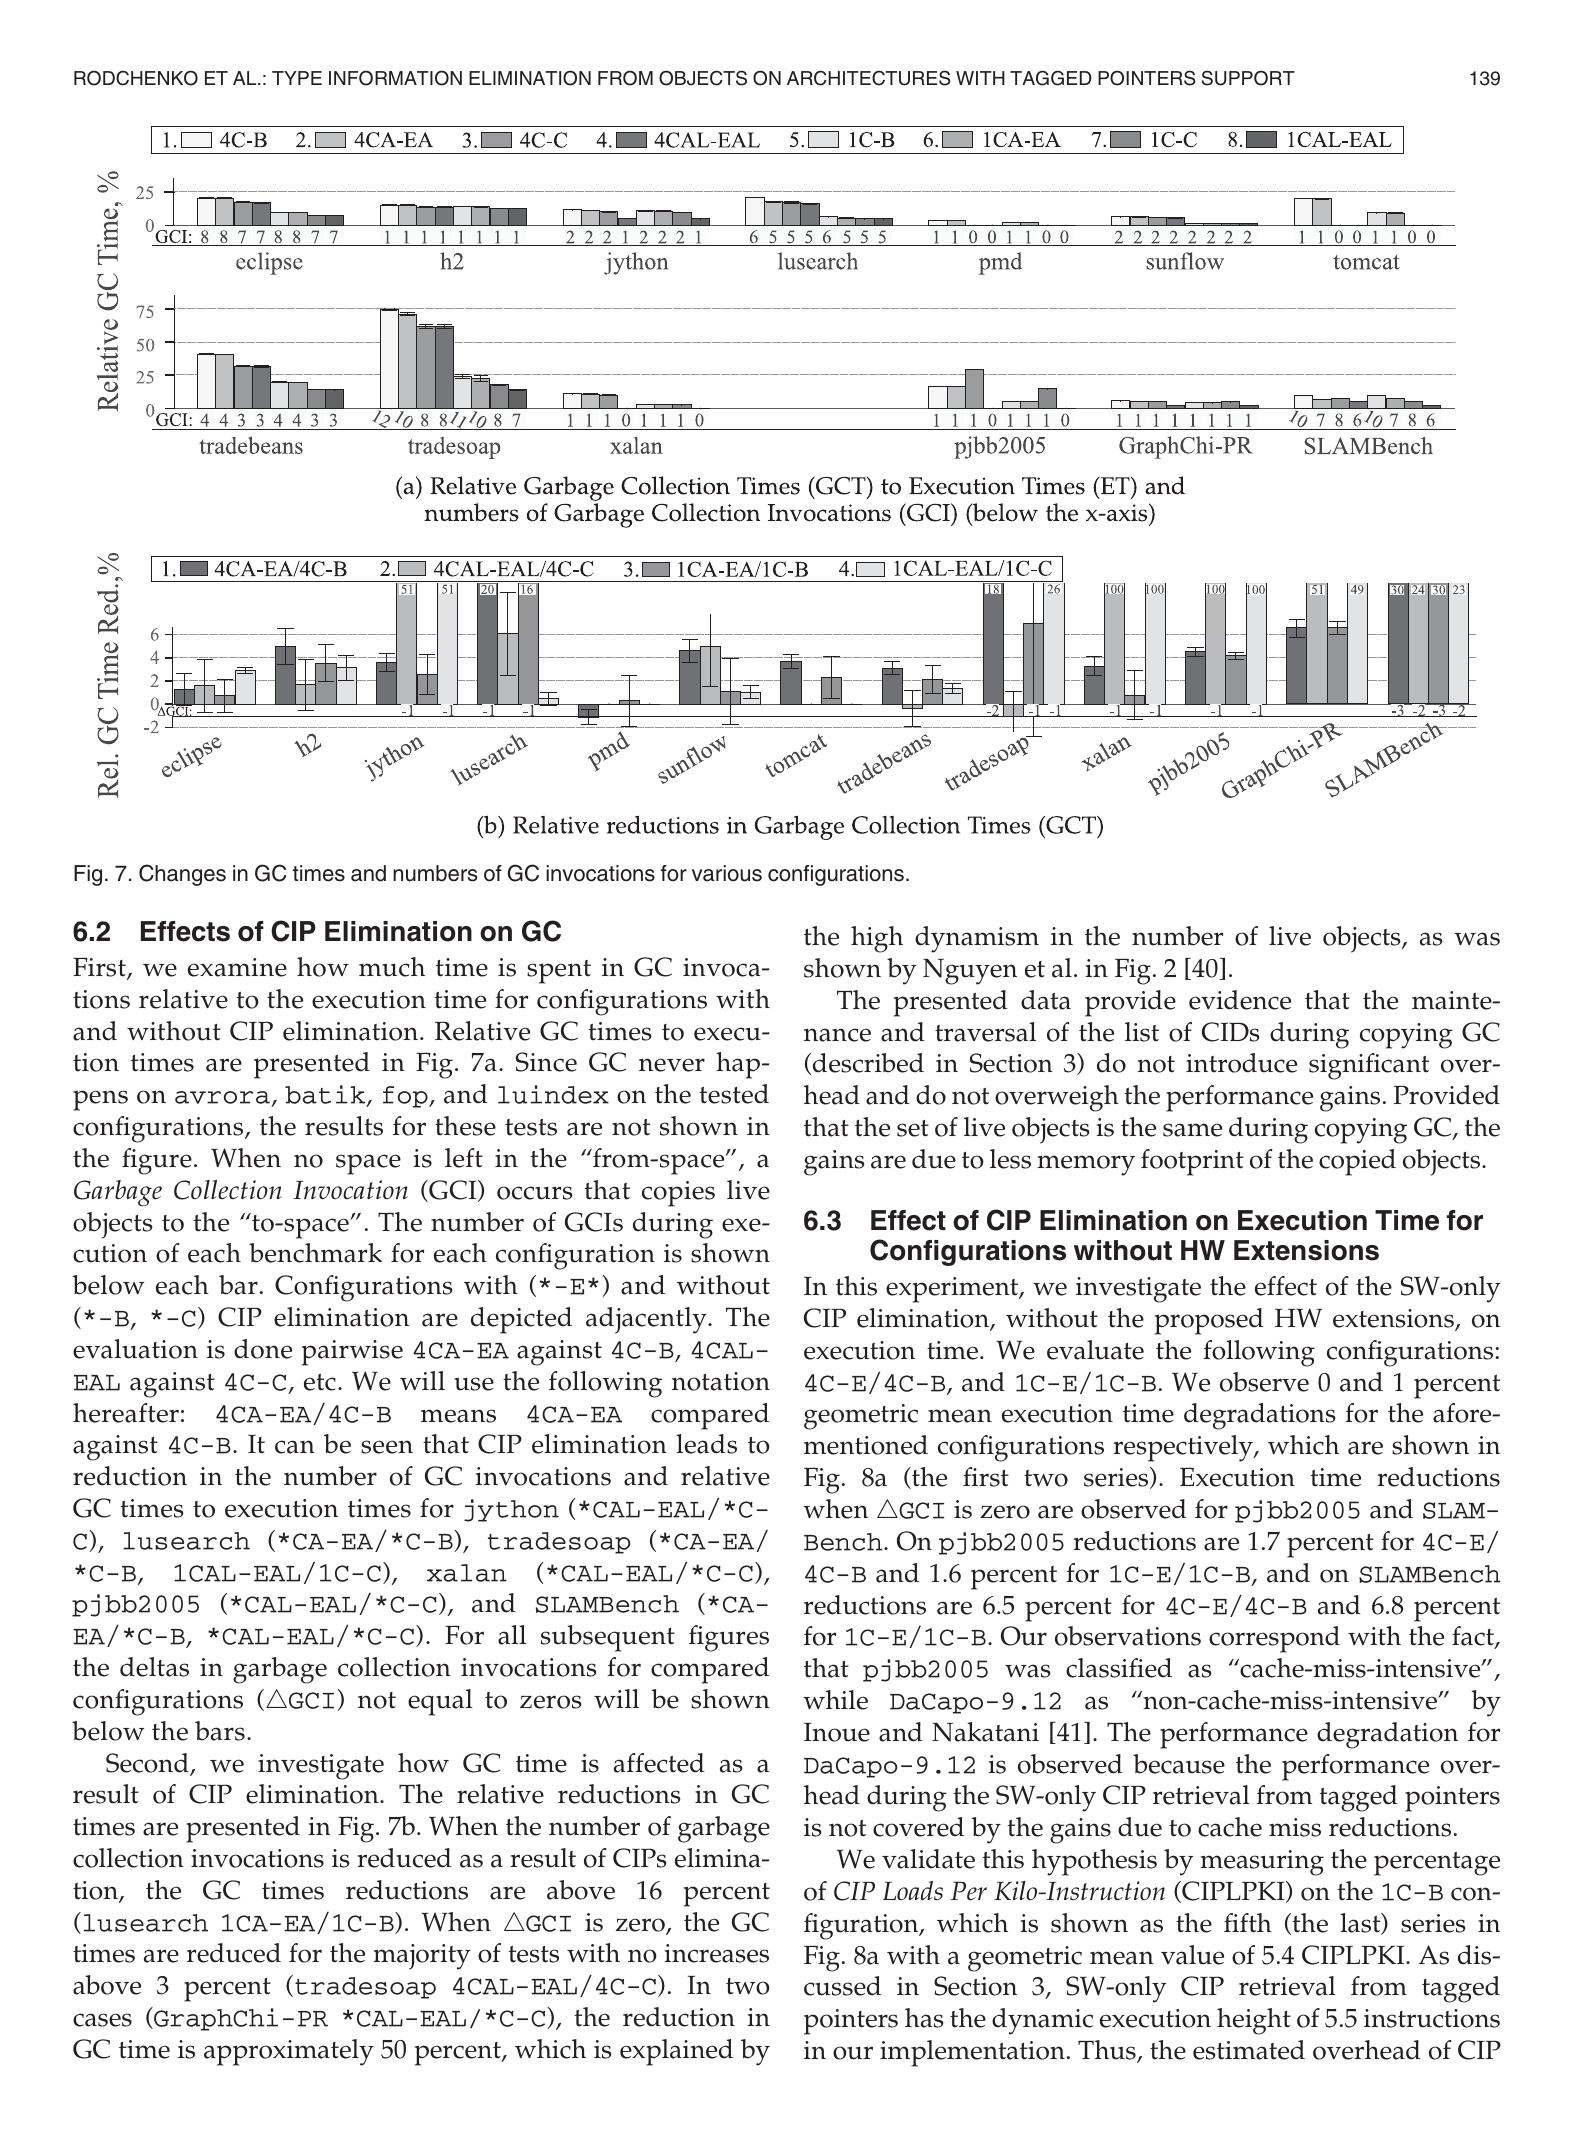 RODCHENKO ET AL.: TYPE INFORMATION ELIMINATION FROM OBJECTS ON ARCHITECTURES WITH TAGGED POINTERS SUPPORT 139
1. 4C-B 2. 4CA-EA 3. 4C-C 4. 4CAL-EAL 5. 1C-B 6. 1CA-EA 7. 1C-C 8. 1CAL-EAL
Relative GC Time, %
25
0
GCI: 8 8 7 7 8 8 7 7 1 1 1 1 1 1 1 1 2 2 2 1 2 2 2 1 6 5 5 5 6 5 5 5 1 1 0 0 1 1 0 0 2 2 2 2 2 2 2 2 1 1 0 0 1 1 0 0
eclipse h2 jython lusearch pmd sunflow tomcat
75
50
25
0
GCI: 4 4 3 3 4 4 3 3 12 10 8 8 11 10 8 7 1 1 1 0 1 1 1 0 1 1 1 0 1 1 1 0 1 1 1 1 1 1 1 1 10 7 8 6 10 7 8 6
tradebeans tradesoap xalan pjbb2005 GraphChi-PR SLAMBench
(a) Relative Garbage Collection Times (GCT) to Execution Times (ET) and
numbers of Garbage Collection Invocations (GCI) (below the x-axis)
Rel. GC Time Red.,%
1. 4CA-EA/4C-B 2. 4CAL-EAL/4C-C 3. 1CA-EA/1C-B 4. 1CAL-EAL/1C-C
51 51 20 16 18 26 100 100 100 100 51 49 30 24 30 23
6
4
2
0
ΔGCI: -1 -1 -1 -1 -2 -1 -1 -1 -1 -1 -1 -3 -2 -3 -2
-2
eclipse h2 jython lusearch pmd sunflow tomcat tradebeans tradesoap xalan pjbb2005 GraphChi-PR SLAMBench
(b) Relative reductions in Garbage Collection Times (GCT)
Fig. 7. Changes in GC times and numbers of GC invocations for various configurations.
6.2 Effects of CIP Elimination on GC
First, we examine how much time is spent in GC invoca-
tions relative to the execution time for configurations with
and without CIP elimination. Relative GC times to execu-
tion times are presented in Fig. 7a. Since GC never hap-
pens on avrora, batik, fop, and luindex on the tested
configurations, the results for these tests are not shown in
the figure. When no space is left in the "from-space", a
Garbage Collection Invocation (GCI) occurs that copies live
objects to the "to-space". The number of GCIs during exe-
cution of each benchmark for each configuration is shown
below each bar. Configurations with (*-E*) and without
(*-B, *-C) CIP elimination are depicted adjacently. The
evaluation is done pairwise 4CA-EA against 4C-B, 4CAL-
EAL against 4C-C, etc. We will use the following notation
hereafter: 4CA-EA/4C-B means 4CA-EA compared
against 4C-B. It can be seen that CIP elimination leads to
reduction in the number of GC invocations and relative
GC times to execution times for jython (*CAL-EAL/*C-
C), lusearch (*CA-EA/*C-B), tradesoap (*CA-EA/
*C-B, 1CAL-EAL/1C-C), xalan (*CAL-EAL/*C-C),
pjbb2005 (*CAL-EAL/*C-C), and SLAMBench (*CA-
EA/*C-B, *CAL-EAL/*C-C). For all subsequent figures
the deltas in garbage collection invocations for compared
configurations (△GCI) not equal to zeros will be shown
below the bars.
Second, we investigate how GC time is affected as a
result of CIP elimination. The relative reductions in GC
times are presented in Fig. 7b. When the number of garbage
collection invocations is reduced as a result of CIPs elimina-
tion, the GC times reductions are above 16 percent
(lusearch 1CA-EA/1C-B). When △GCI is zero, the GC
times are reduced for the majority of tests with no increases
above 3 percent (tradesoap 4CAL-EAL/4C-C). In two
cases (GraphChi-PR *CAL-EAL/*C-C), the reduction in
GC time is approximately 50 percent, which is explained by
the high dynamism in the number of live objects, as was
shown by Nguyen et al. in Fig. 2 [40].
The presented data provide evidence that the mainte-
nance and traversal of the list of CIDs during copying GC
(described in Section 3) do not introduce significant over-
head and do not overweigh the performance gains. Provided
that the set of live objects is the same during copying GC, the
gains are due to less memory footprint of the copied objects.
6.3 Effect of CIP Elimination on Execution Time for
Configurations without HW Extensions
In this experiment, we investigate the effect of the SW-only
CIP elimination, without the proposed HW extensions, on
execution time. We evaluate the following configurations:
4C-E/4C-B, and 1C-E/1C-B. We observe 0 and 1 percent
geometric mean execution time degradations for the afore-
mentioned configurations respectively, which are shown in
Fig. 8a (the first two series). Execution time reductions
when △GCI is zero are observed for pjbb2005 and SLAM-
Bench. On pjbb2005 reductions are 1.7 percent for 4C-E/
4C-B and 1.6 percent for 1C-E/1C-B, and on SLAMBench
reductions are 6.5 percent for 4C-E/4C-B and 6.8 percent
for 1C-E/1C-B. Our observations correspond with the fact,
that pjbb2005 was classified as "cache-miss-intensive",
while DaCapo-9.12 as "non-cache-miss-intensive" by
Inoue and Nakatani [41]. The performance degradation for
DaCapo-9.12 is observed because the performance over-
head during the SW-only CIP retrieval from tagged pointers
is not covered by the gains due to cache miss reductions.
We validate this hypothesis by measuring the percentage
of CIP Loads Per Kilo-Instruction (CIPLPKI) on the 1C-B con-
figuration, which is shown as the fifth (the last) series in
Fig. 8a with a geometric mean value of 5.4 CIPLPKI. As dis-
cussed in Section 3, SW-only CIP retrieval from tagged
pointers has the dynamic execution height of 5.5 instructions
in our implementation. Thus, the estimated overhead of CIP